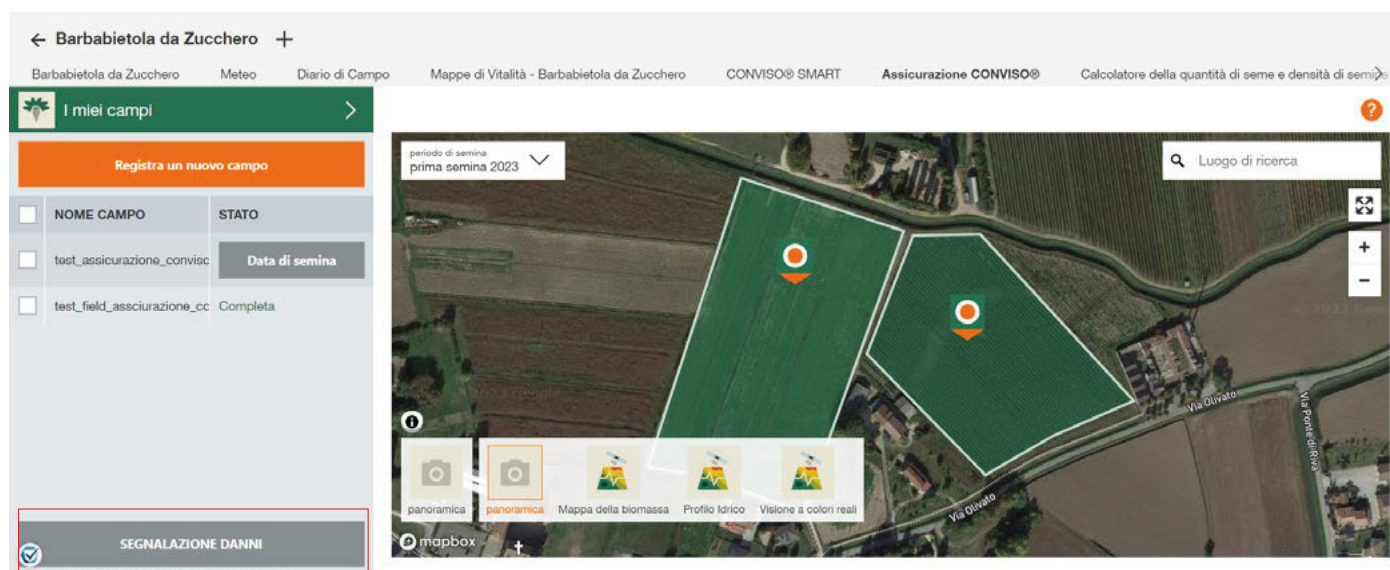 ← Barbabietola da Zucchero +
Barbabietola da Zucchero Meteo Diario di Campo Mappe di Vitalità - Barbabietola da Zucchero CONVISO® SMART Assicurazione CONVISO® Calcolatore della quantità di seme e densità di
I miei campi
?
Registra un nuovo campo
periodo di semina
prima semina 2023
Luogo di ricerca
NOME CAMPO STATO
test_assicurazione_convisc Data di semina
+
−
test_field_assciurazione_cc Completa
Via Olivato
Via Ponte di Riva
panoramica panoramica Mappa della biomassa Profilo Idrico Visione a colori reali
Via Olivato
mapbox
SEGNALAZIONE DANNI